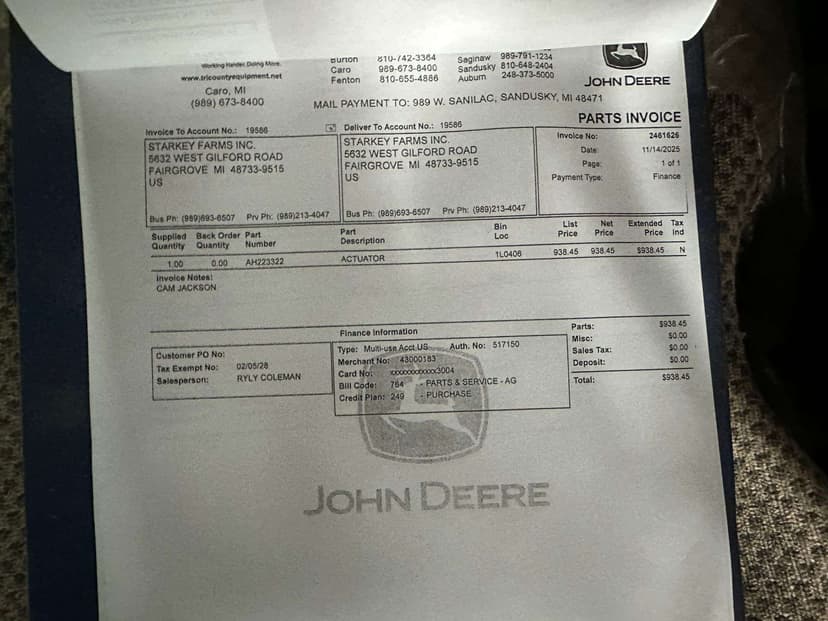 Working Harder. Doing More.
www.tricountyequipment.net
Caro, MI
(989) 673-8400
Burton 810-742-3364
Caro 989-673-8400
Fenton 810-655-4886
Saginaw 989-791-1234
Sandusky 810-648-2404
Auburn 248-373-5000
JOHN DEERE
MAIL PAYMENT TO: 989 W. SANILAC, SANDUSKY, MI 48471
PARTS INVOICE
Invoice To Account No.: 19586
STARKEY FARMS INC.
5632 WEST GILFORD ROAD
FAIRGROVE MI 48733-9515
US
Bus Ph: (989)693-6507 Prv Ph: (989)213-4047
Deliver To Account No.: 19586
STARKEY FARMS INC.
5632 WEST GILFORD ROAD
FAIRGROVE MI 48733-9515
US
Bus Ph: (989)693-6507 Prv Ph: (989)213-4047
Invoice No: 2461626
Date: 11/14/2025
Page: 1 of 1
Payment Type: Finance
Supplied Quantity Back Order Quantity Part Number Part Description Bin Loc List Price Net Price Extended Price Tax Ind
1.00 0.00 AH223322 ACTUATOR 1L0406 938.45 938.45 $938.45 N
Invoice Notes:
CAM JACKSON
Customer PO No:
Tax Exempt No: 02/05/28
Salesperson: RYLY COLEMAN
Finance Information
Type: Multi-use Acct US Auth. No: 517150
Merchant No: 43000183
Card No: xxxxxxxxxxxx3004
Bill Code: 764 - PARTS & SERVICE - AG
Credit Plan: 249 - PURCHASE
Parts: $938.45
Misc: $0.00
Sales Tax: $0.00
Deposit: $0.00
Total: $938.45
JOHN DEERE